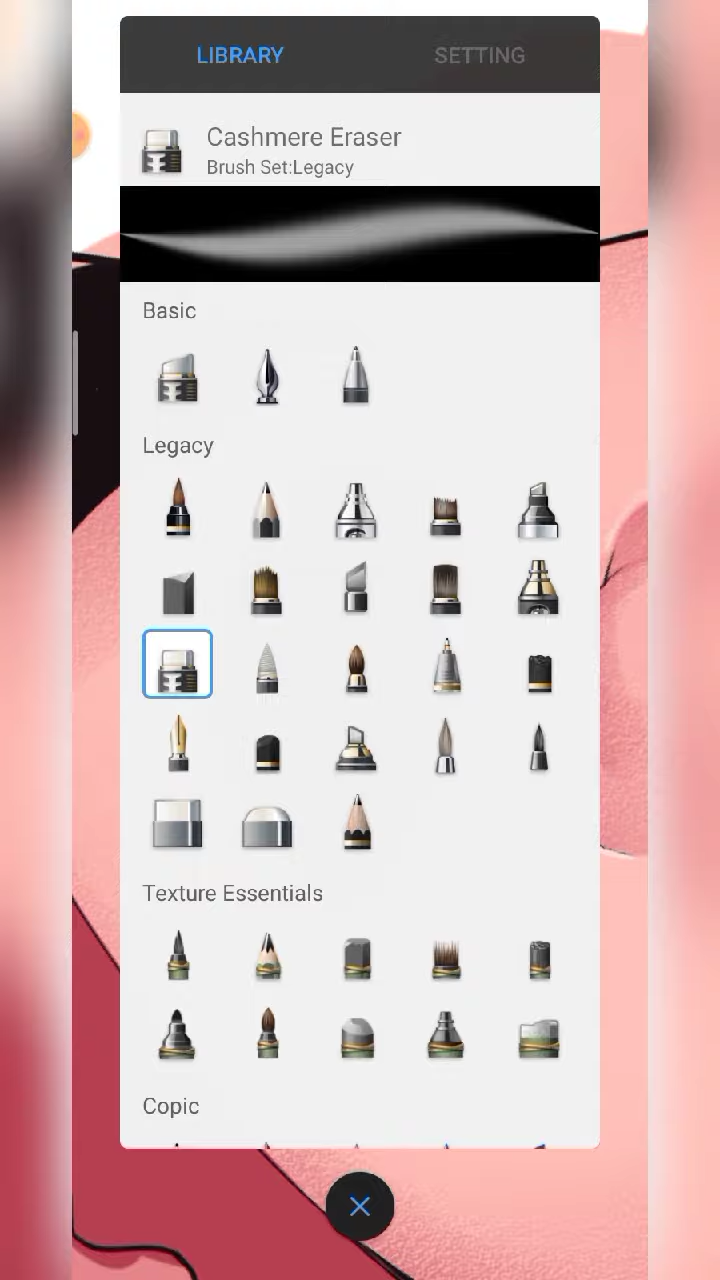 LIBRARY
SETTING
Cashmere Eraser
Brush Set:Legacy
Basic
Legacy
Texture Essentials
Copic